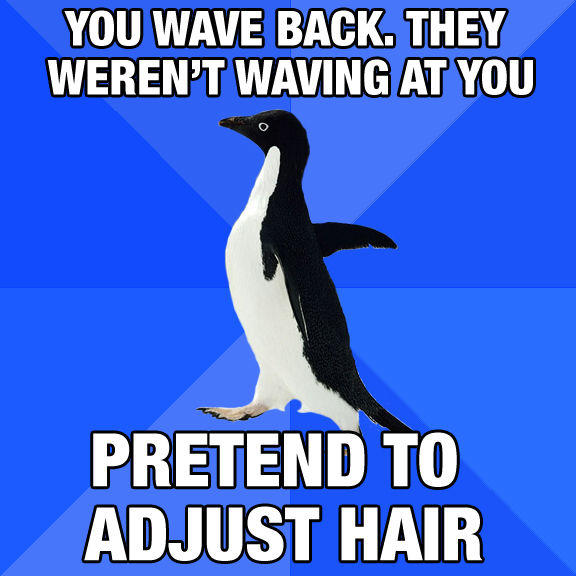 YOU WAVE BACK. THEY
WEREN'T WAVING AT YOU
PRETEND TO
ADJUST HAIR